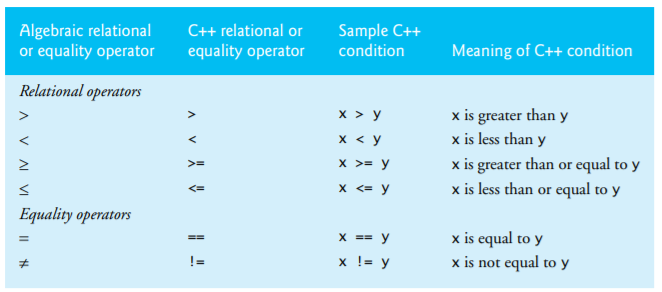 Algebraic relational or equality operator | C++ relational or equality operator | Sample C++ condition | Meaning of C++ condition
Relational operators
> > x > y x is greater than y
< < x < y x is less than y
≥ >= x >= y x is greater than or equal to y
≤ <= x <= y x is less than or equal to y
Equality operators
= == x == y x is equal to y
≠ != x != y x is not equal to y